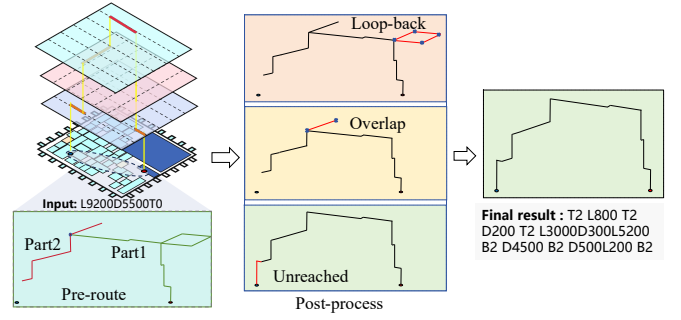 Loop-back
Overlap
Input: L9200D5500T0
Part2
Part1
Pre-route
Unreached
Post-process
Final result : T2 L800 T2
D200 T2 L3000D300L5200
B2 D4500 B2 D500L200 B2